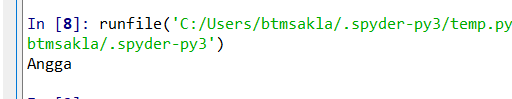 In [8]: runfile('C:/Users/btmsakla/.spyder-py3/temp.py
btmsakla/.spyder-py3')
Angga